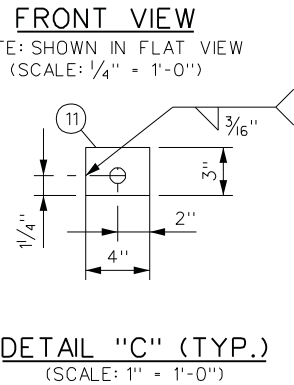 FRONT VIEW
TE: SHOWN IN FLAT VIEW
(SCALE: 1/4" = 1'-0")
11
3/16"
3"
1 1/4"
2"
4"
DETAIL "C" (TYP.)
(SCALE: 1" = 1'-0")